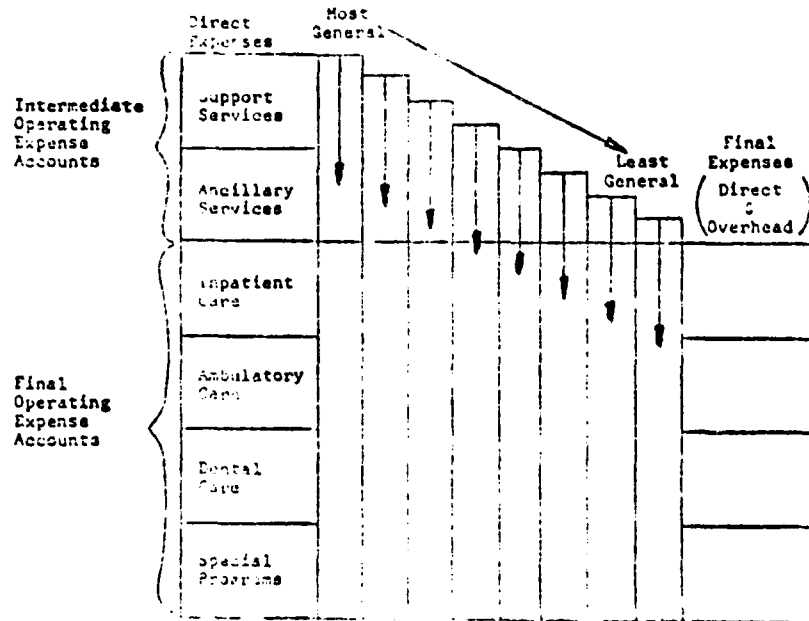 Direct
Expenses
Most
General
Intermediate
Operating
Expense
Accounts
Support
Services
Ancillary
Services
Least
General
Final
Expenses
(Direct
&
Overhead)
Final
Operating
Expense
Accounts
Inpatient
Care
Ambulatory
Care
Dental
Care
Special
Programs